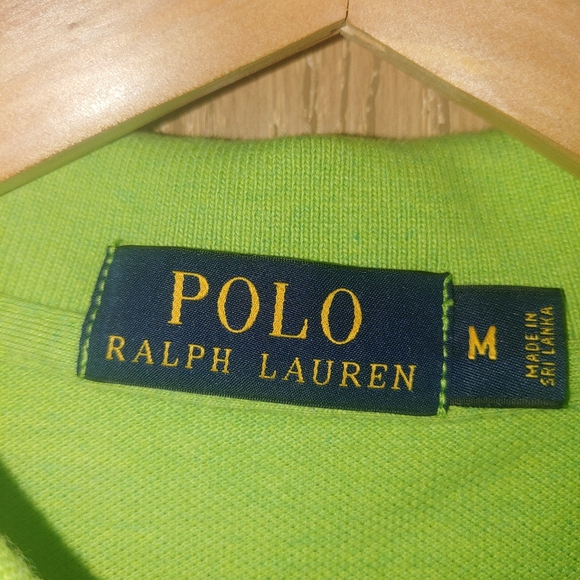 POLO
RALPH LAUREN
M
MADE IN
SRI LANKA